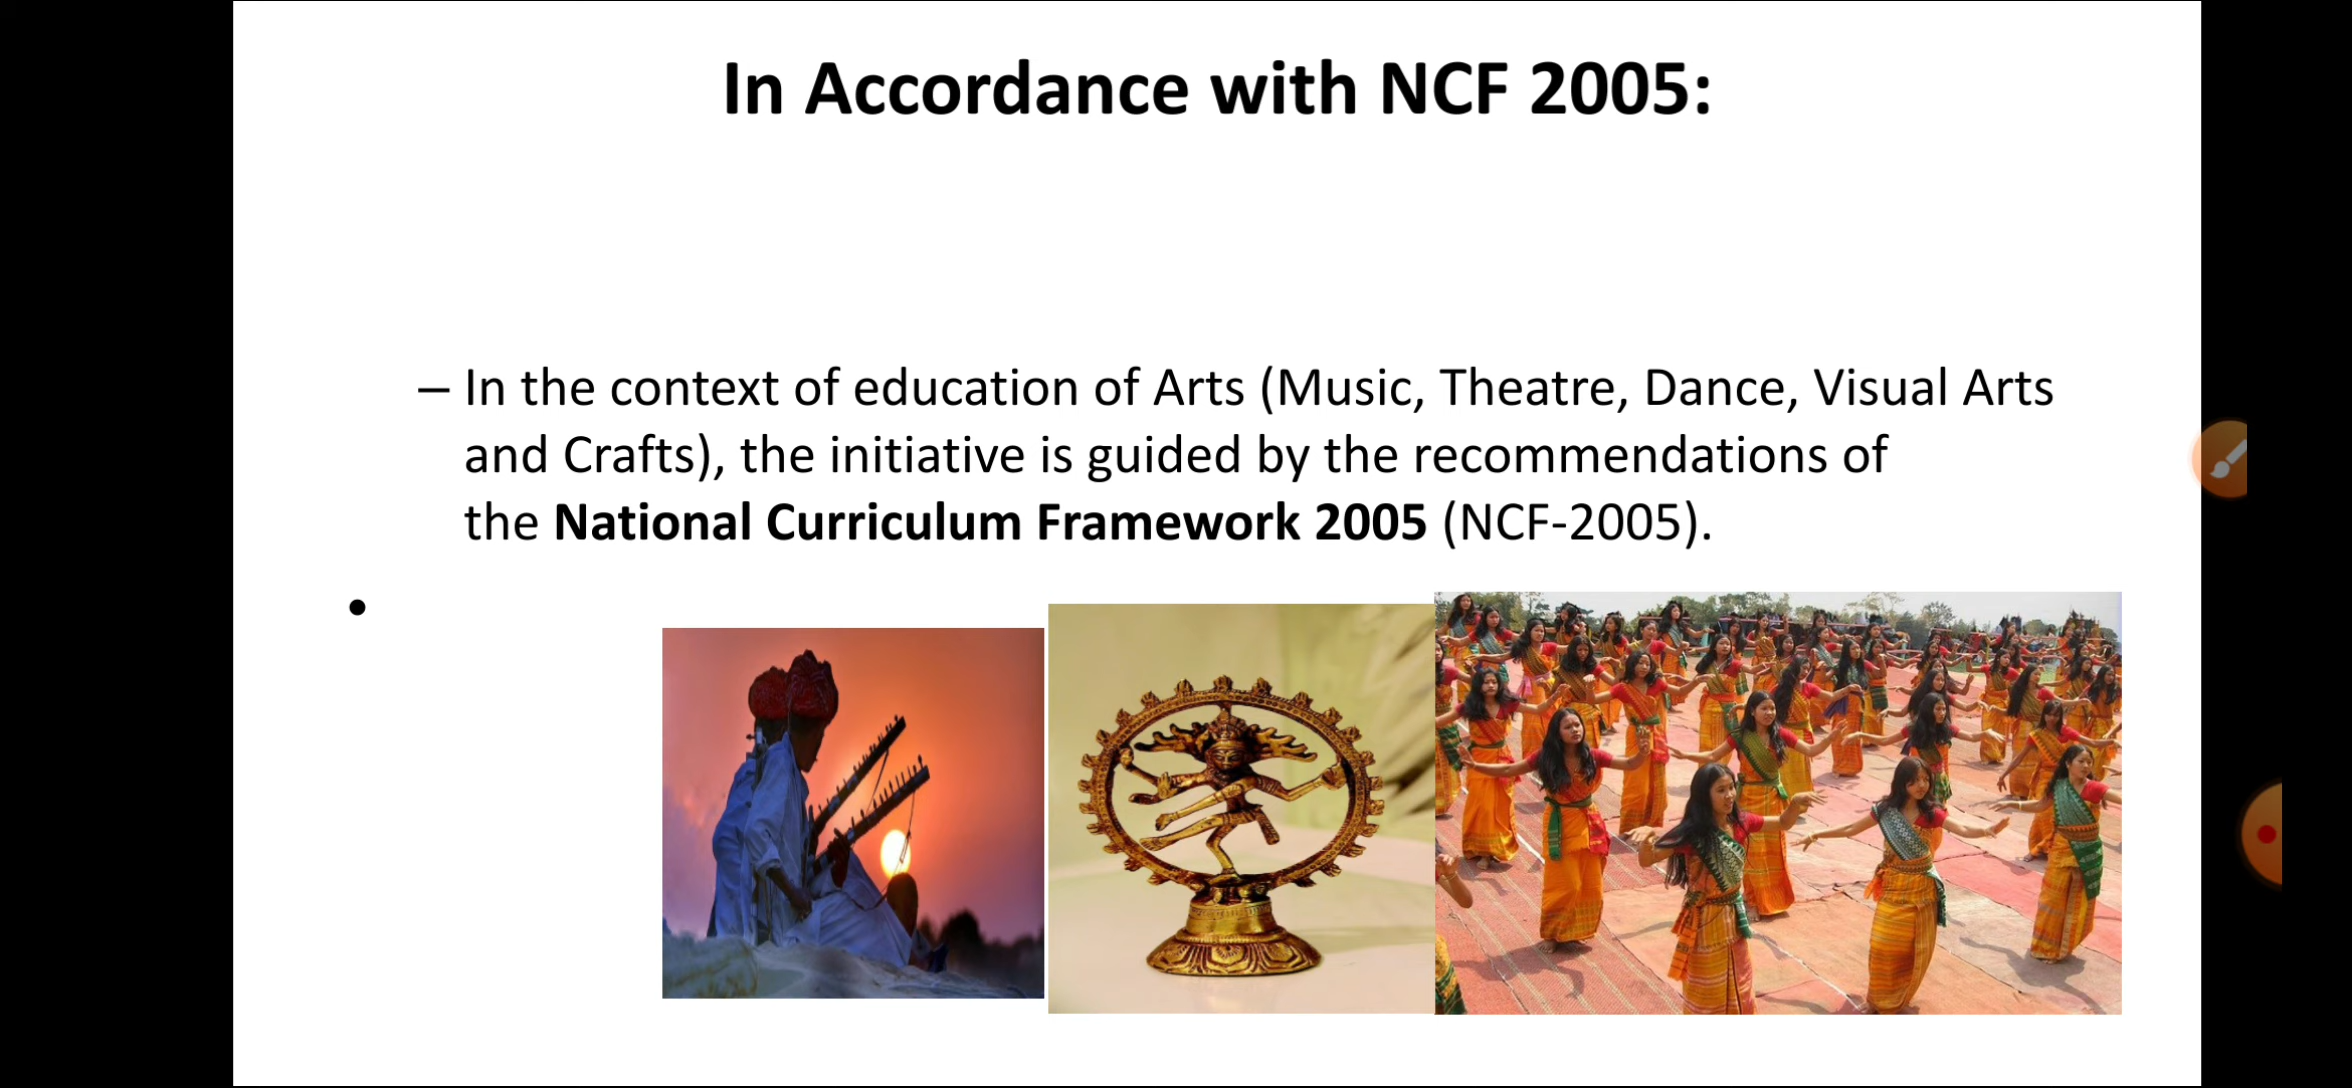 In Accordance with NCF 2005:
– In the context of education of Arts (Music, Theatre, Dance, Visual Arts
and Crafts), the initiative is guided by the recommendations of
the National Curriculum Framework 2005 (NCF-2005).
•